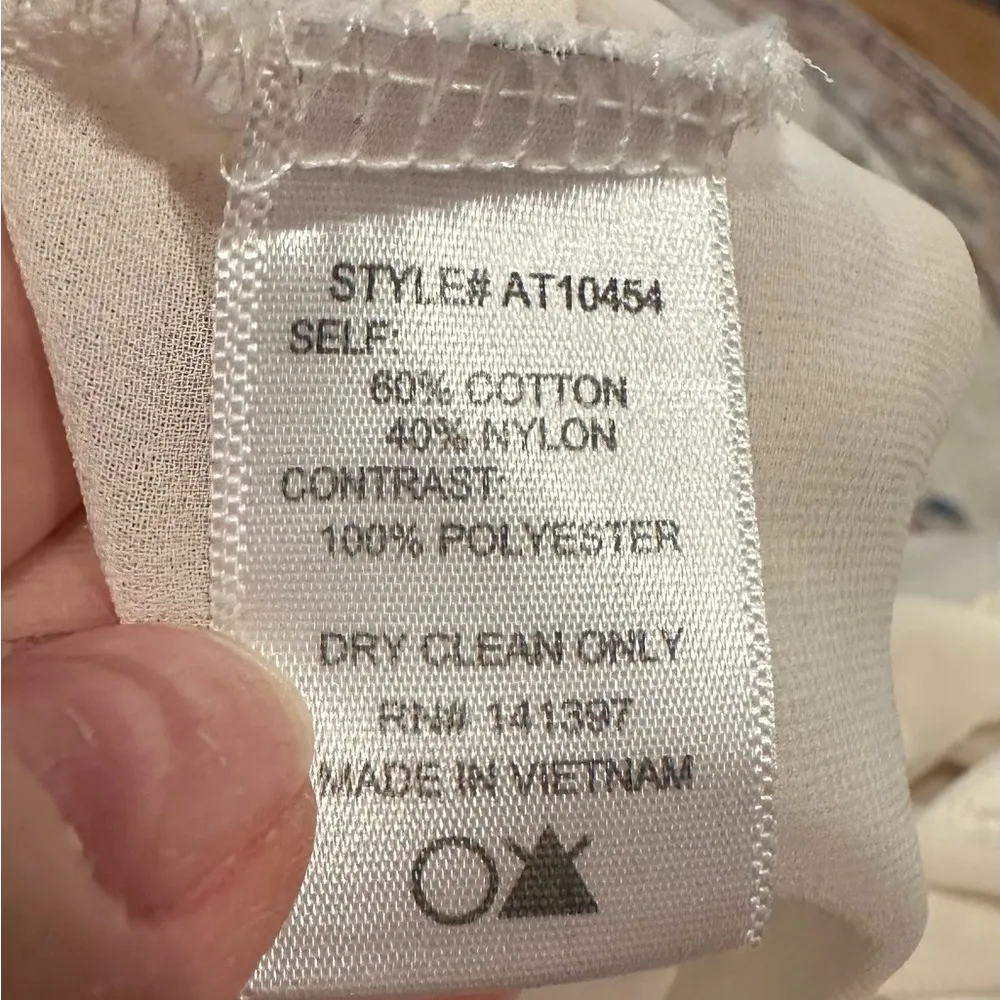 STYLE# AT10454
SELF:
60% COTTON
40% NYLON
CONTRAST:
100% POLYESTER
DRY CLEAN ONLY
RN# 141397
MADE IN VIETNAM